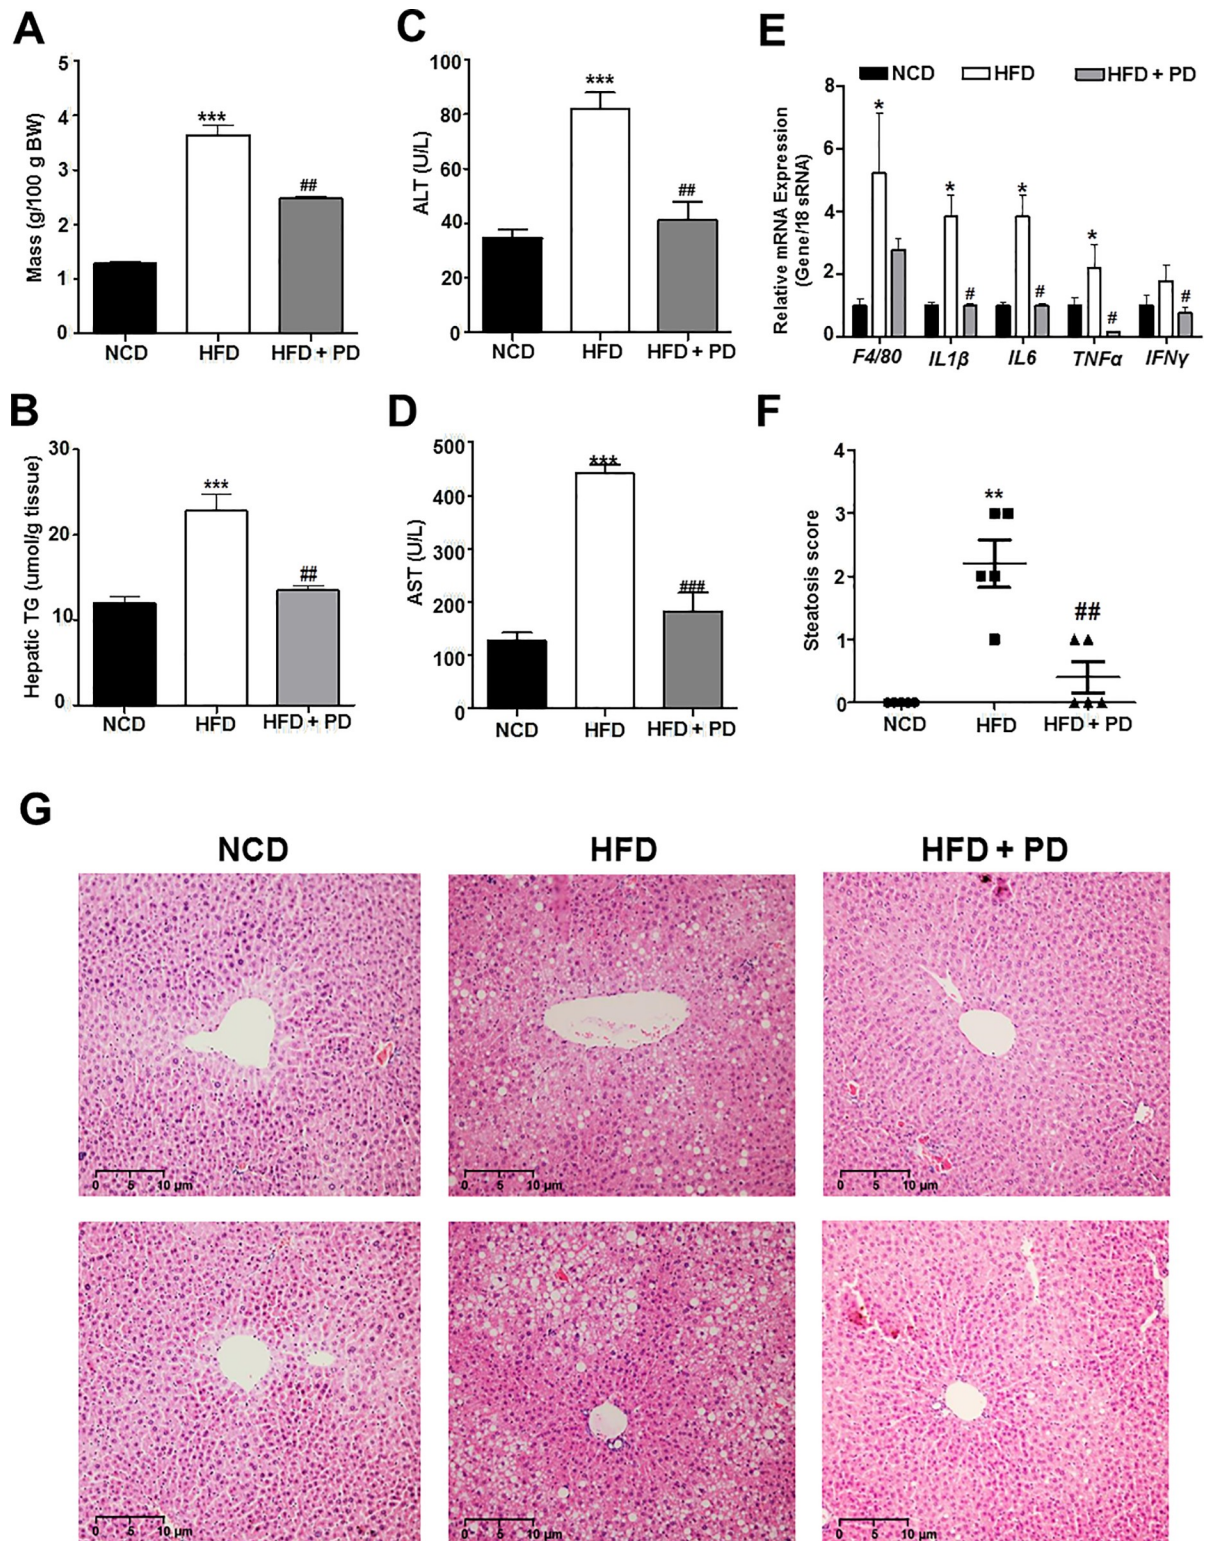 A
Mass (g/100 g BW)
5
4
3
2
1
0
***
##
NCD
HFD
HFD + PD
B
Hepatic TG (umol/g tissue)
30
20
10
0
***
##
NCD
HFD
HFD + PD
C
ALT (U/L)
100
80
60
40
20
0
***
##
NCD
HFD
HFD + PD
D
AST (U/L)
500
400
300
200
100
0
***
###
NCD
HFD
HFD + PD
E
NCD
HFD
HFD + PD
Relative mRNA Expression
(Gene/18 sRNA)
8
6
4
2
0
*
*
#
*
#
*
#
#
F4/80
IL1β
IL6
TNFα
IFNγ
F
Steatosis score
4
3
2
1
0
**
##
NCD
HFD
HFD + PD
G
NCD
HFD
HFD + PD
0 5 10 µm
0 5 10 µm
0 5 10 µm
0 5 10 µm
0 5 10 µm
0 5 10 µm